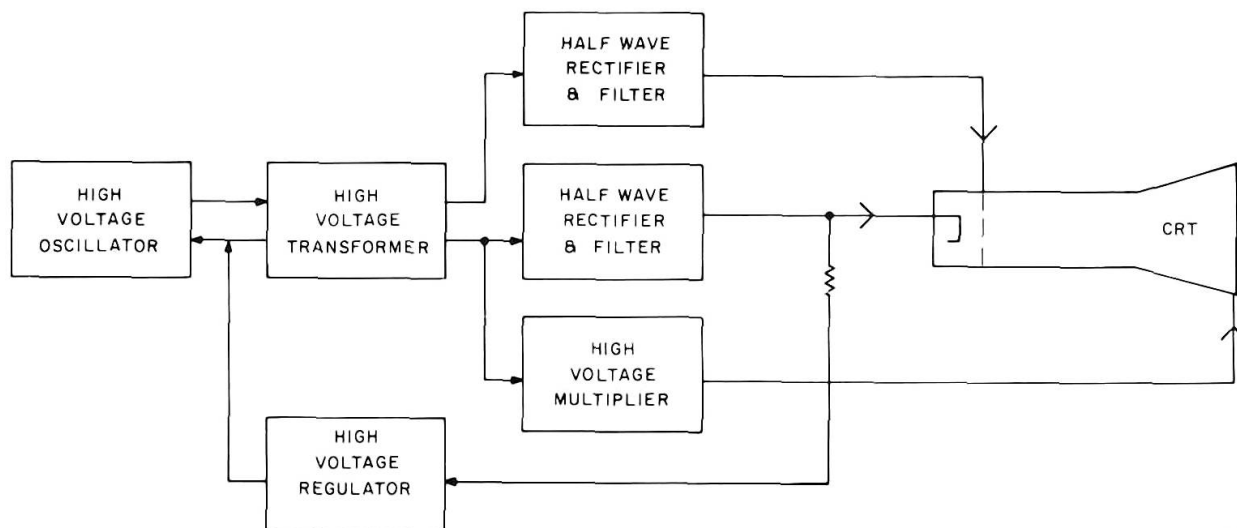 HALF WAVE
RECTIFIER
& FILTER
HIGH
VOLTAGE
OSCILLATOR
HIGH
VOLTAGE
TRANSFORMER
HALF WAVE
RECTIFIER
& FILTER
CRT
HIGH
VOLTAGE
MULTIPLIER
HIGH
VOLTAGE
REGULATOR